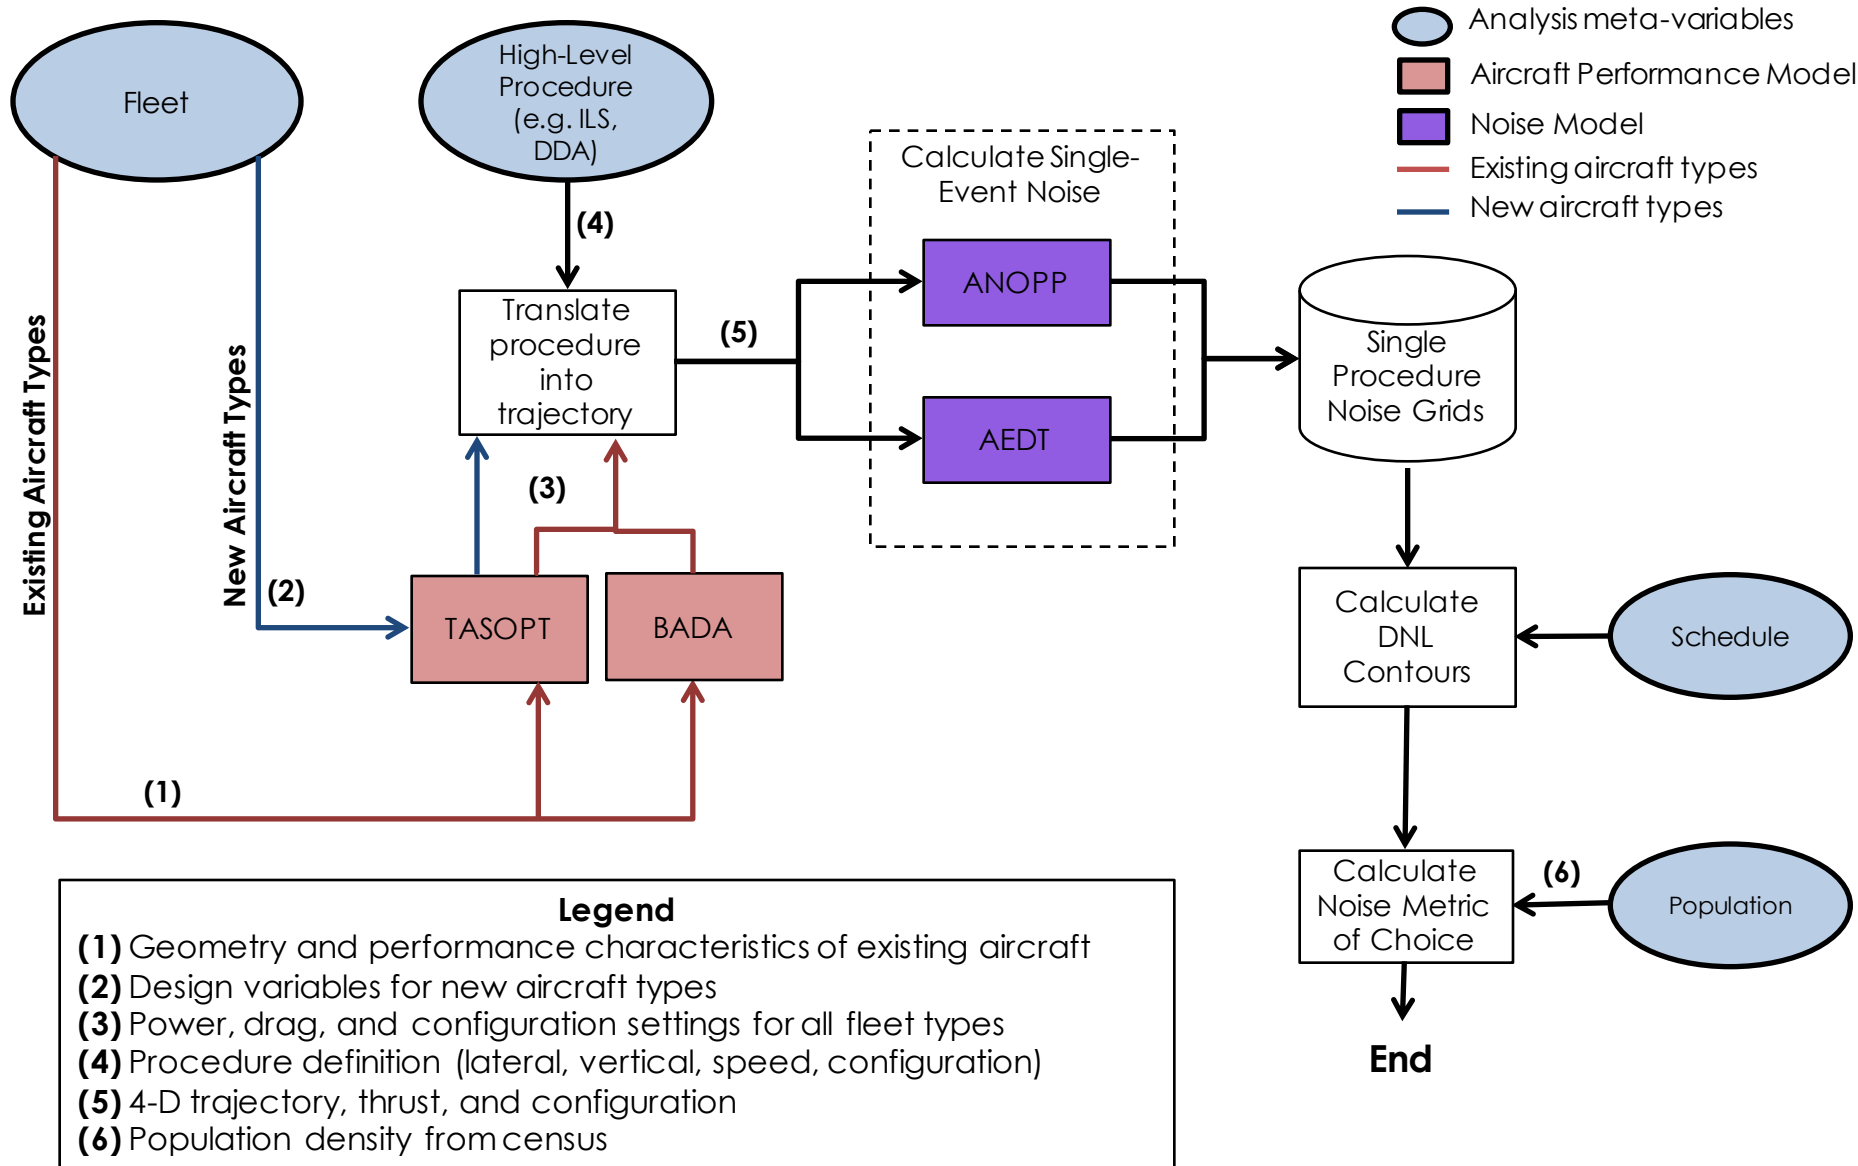 Fleet
High-Level
Procedure
(e.g. ILS,
DDA)
Analysis meta-variables
Aircraft Performance Model
Noise Model
Existing aircraft types
New aircraft types
Calculate Single-
Event Noise
(4)
ANOPP
AEDT
Translate
procedure
into
trajectory
(5)
Single
Procedure
Noise Grids
Existing Aircraft Types
New Aircraft Types
(3)
(2)
TASOPT
BADA
Calculate
DNL
Contours
Schedule
(1)
Calculate
Noise Metric
of Choice
(6)
Population
End
Legend
(1) Geometry and performance characteristics of existing aircraft
(2) Design variables for new aircraft types
(3) Power, drag, and configuration settings for all fleet types
(4) Procedure definition (lateral, vertical, speed, configuration)
(5) 4-D trajectory, thrust, and configuration
(6) Population density from census